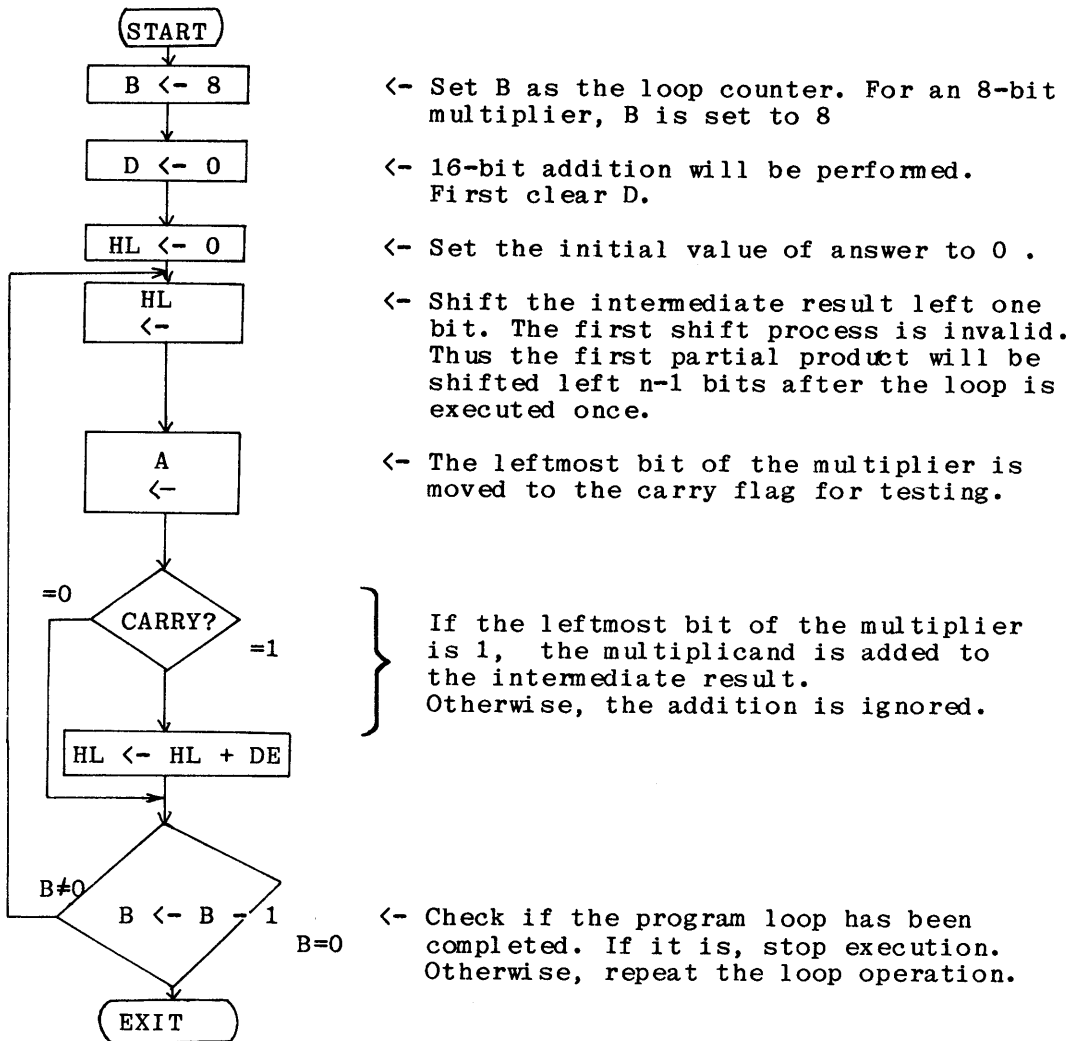 START
B <- 8
<- Set B as the loop counter. For an 8-bit
multiplier, B is set to 8
D <- 0
<- 16-bit addition will be performed.
First clear D.
HL <- 0
<- Set the initial value of answer to 0 .
HL
<-
<- Shift the intermediate result left one
bit. The first shift process is invalid.
Thus the first partial product will be
shifted left n-1 bits after the loop is
executed once.
A
<-
<- The leftmost bit of the multiplier is
moved to the carry flag for testing.
=0
CARRY?
=1
If the leftmost bit of the multiplier
is 1, the multiplicand is added to
the intermediate result.
Otherwise, the addition is ignored.
HL <- HL + DE
B≠0
B <- B - 1
B=0
<- Check if the program loop has been
completed. If it is, stop execution.
Otherwise, repeat the loop operation.
EXIT